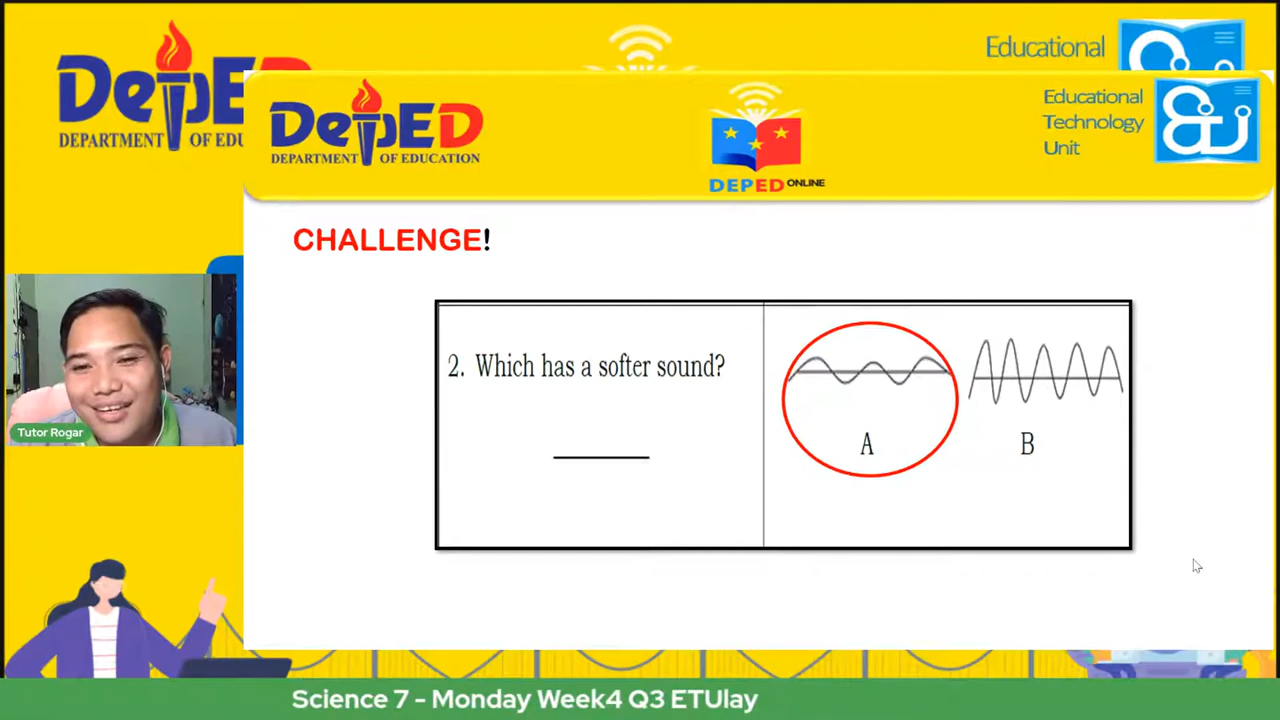 DepE
DEPARTMENT OF EDU
Educational
DepED
DEPARTMENT OF EDUCATION
DEPED ONLINE
Educational
Technology
Unit
CHALLENGE!
2. Which has a softer sound?
A
B
Tutor Rogar
Science 7 - Monday Week4 Q3 ETUlay